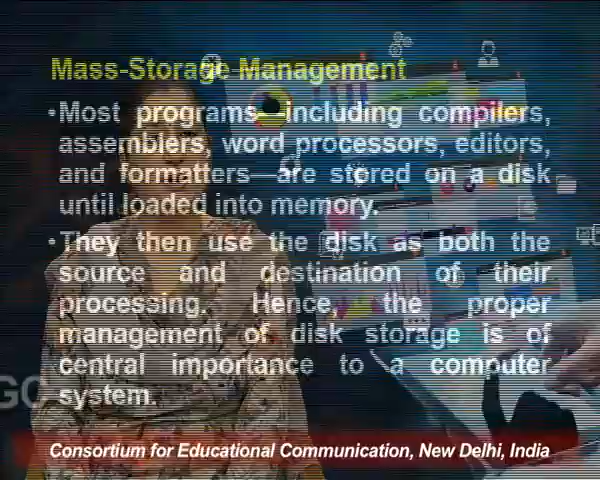 Mass-Storage Management
•Most programs—including compilers,
assemblers, word processors, editors,
and formatters—are stored on a disk
until loaded into memory.
•They then use the disk as both the
source and destination of their
processing. Hence, the proper
management of disk storage is of
central importance to a computer
system.
GO
Consortium for Educational Communication, New Delhi, India